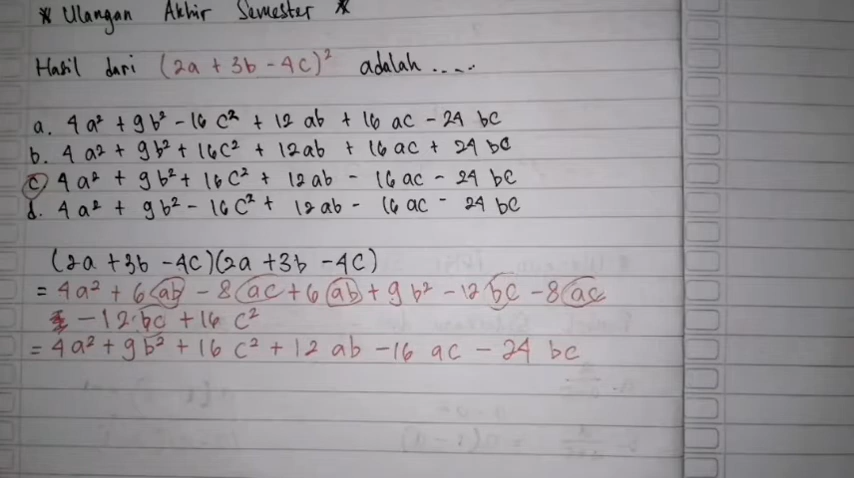 * Ulangan Akhir Semester *
Hasil dari (2a + 3b - 4c)² adalah .....
a. 4a² + 9b² - 16c² + 12ab + 16ac - 24bc
b. 4a² + 9b² + 16c² + 12ab + 16ac + 24bc
c. 4a² + 9b² + 16c² + 12ab - 16ac - 24bc
d. 4a² + 9b² - 16c² + 12ab - 16ac - 24bc
(2a + 3b - 4c)(2a + 3b - 4c)
= 4a² + 6ab - 8ac + 6ab + 9b² - 12bc - 8ac
- 12bc + 16c²
= 4a² + 9b² + 16c² + 12ab - 16ac - 24bc